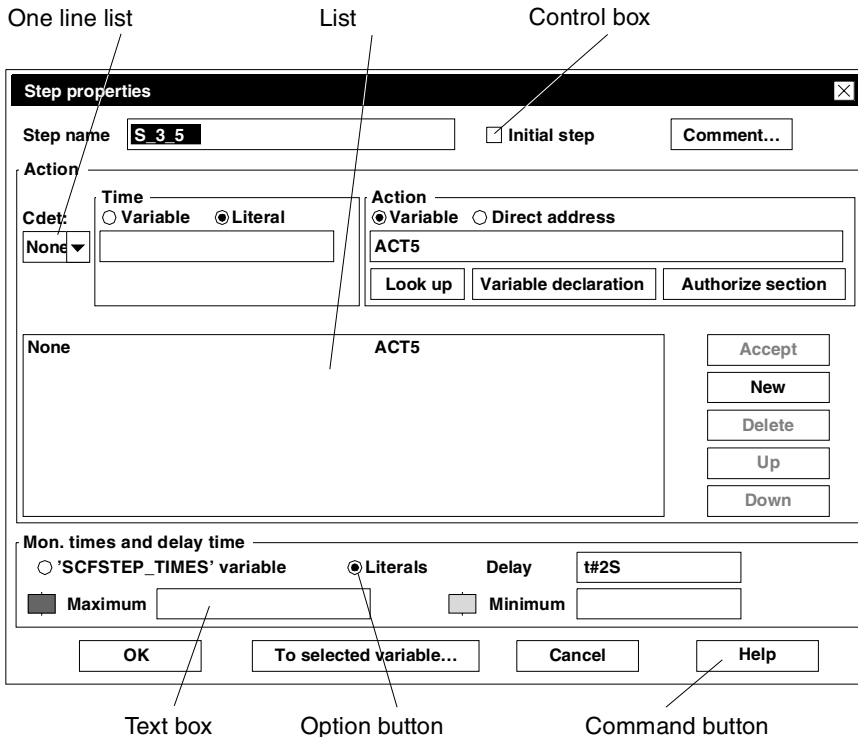 One line list List Control box
Step properties
Step name S_3_5 Initial step Comment...
Action
Time Action
Cdet: Variable Literal Variable Direct address
None ACT5
Look up Variable declaration Authorize section
None ACT5 Accept
New
Delete
Up
Down
Mon. times and delay time
'SCFSTEP_TIMES' variable Literals Delay t#2S
Maximum Minimum
OK To selected variable... Cancel Help
Text box Option button Command button